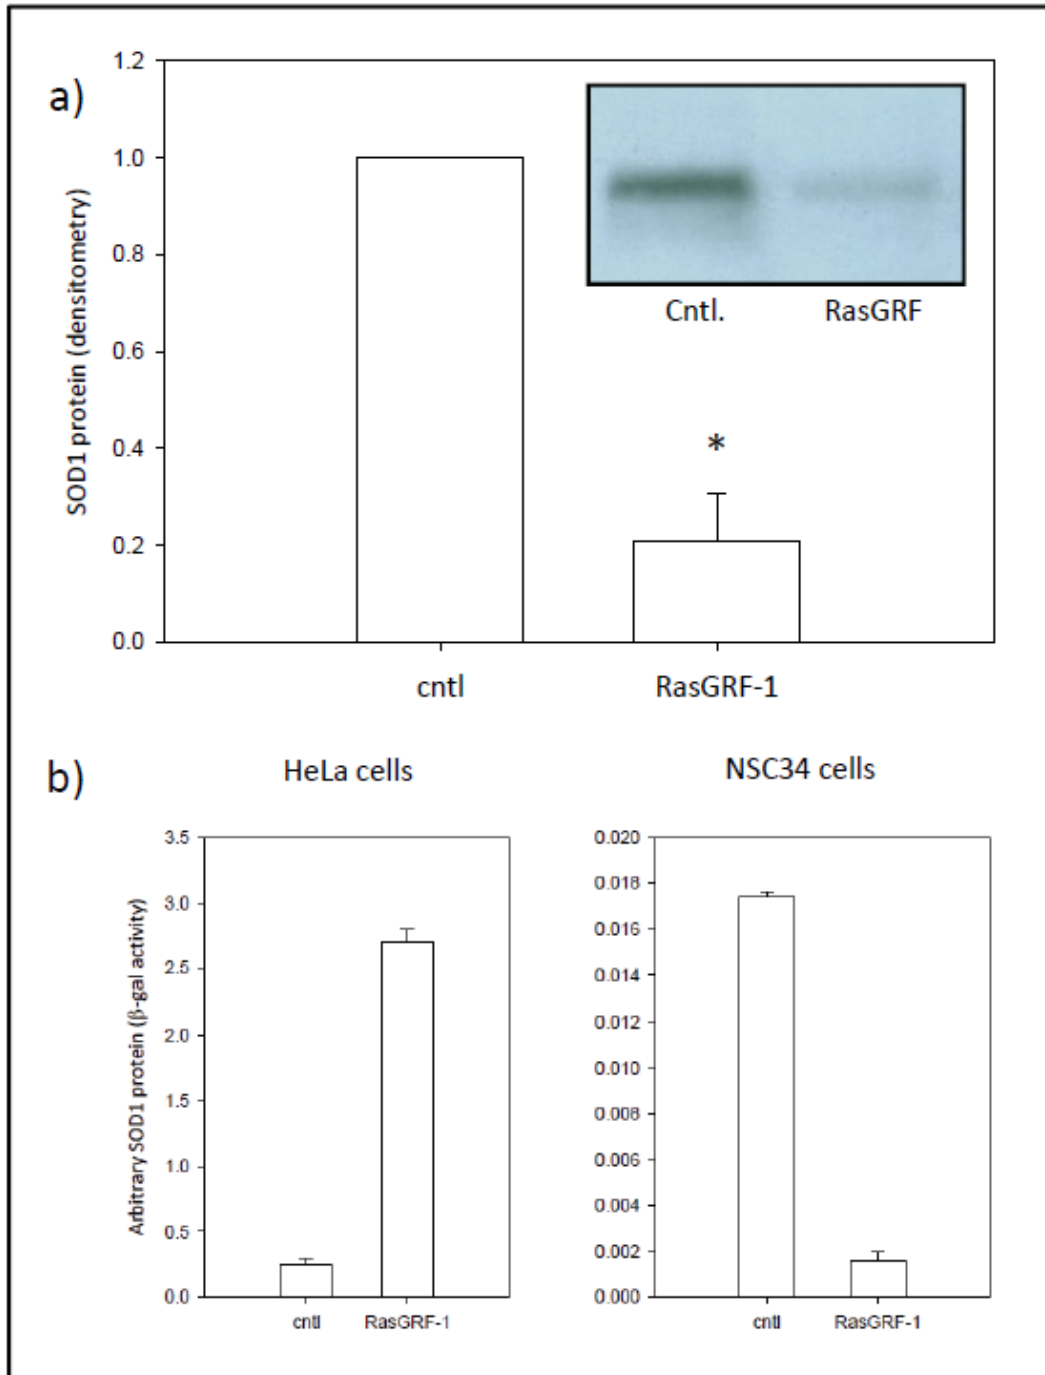 a)
SOD1 protein (densitometry)
1.2
1.0
0.8
0.6
0.4
0.2
0.0
Cntl. RasGRF
*
cntl RasGRF-1
b)
HeLa cells
Arbitrary SOD1 protein (β-gal activity)
3.5
3.0
2.5
2.0
1.5
1.0
0.5
0.0
cntl RasGRF-1
NSC34 cells
0.020
0.018
0.016
0.014
0.012
0.010
0.008
0.006
0.004
0.002
0.000
cntl RasGRF-1